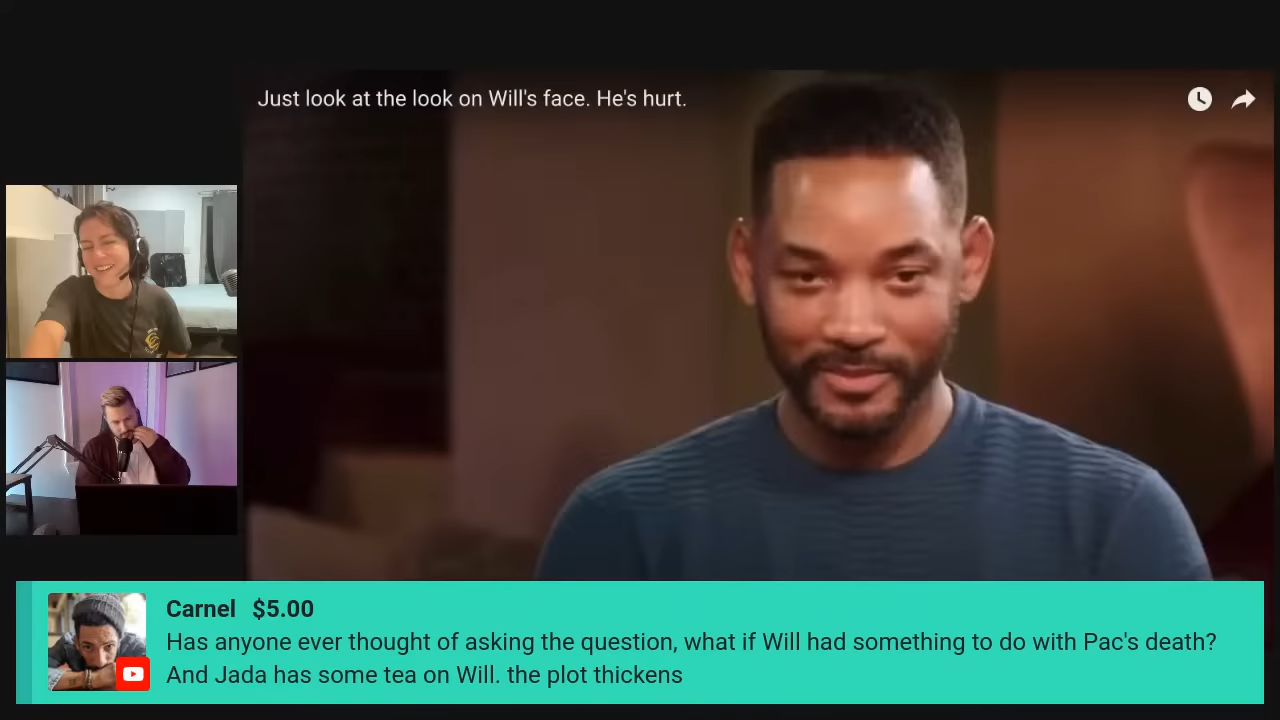 Just look at the look on Will's face. He's hurt.
Carnel $5.00
Has anyone ever thought of asking the question, what if Will had something to do with Pac's death?
And Jada has some tea on Will. the plot thickens